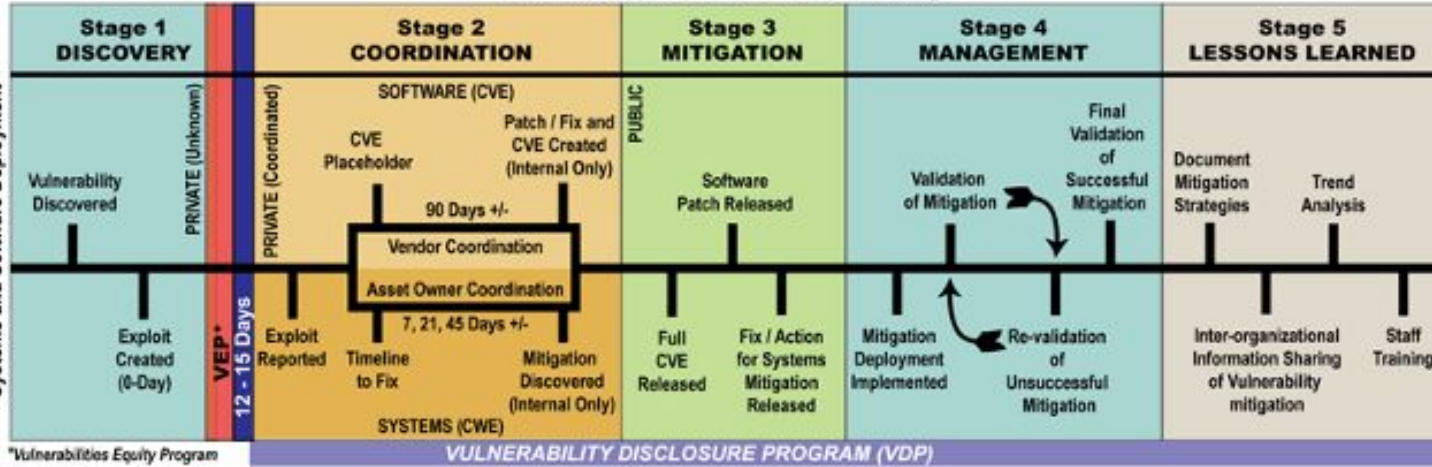 Stage 1
DISCOVERY
Stage 2
COORDINATION
Stage 3
MITIGATION
Stage 4
MANAGEMENT
Stage 5
LESSONS LEARNED
Vulnerability
Discovered
Exploit
Created
(0-Day)
PRIVATE (Unknown)
VEP*
12 - 15 Days
PRIVATE (Coordinated)
SOFTWARE (CVE)
CVE
Placeholder
Patch / Fix and
CVE Created
(Internal Only)
90 Days +/-
Vendor Coordination
Asset Owner Coordination
7, 21, 45 Days +/-
Exploit
Reported
Timeline
to Fix
Mitigation
Discovered
(Internal Only)
SYSTEMS (CWE)
PUBLIC
Software
Patch Released
Full
CVE
Released
Fix / Action
for Systems
Mitigation
Released
Validation
of Mitigation
Final
Validation
of
Successful
Mitigation
Mitigation
Deployment
Implemented
Re-validation
of
Unsuccessful
Mitigation
Document
Mitigation
Strategies
Trend
Analysis
Inter-organizational
Information Sharing
of Vulnerability
mitigation
Staff
Training
*Vulnerabilities Equity Program
VULNERABILITY DISCLOSURE PROGRAM (VDP)